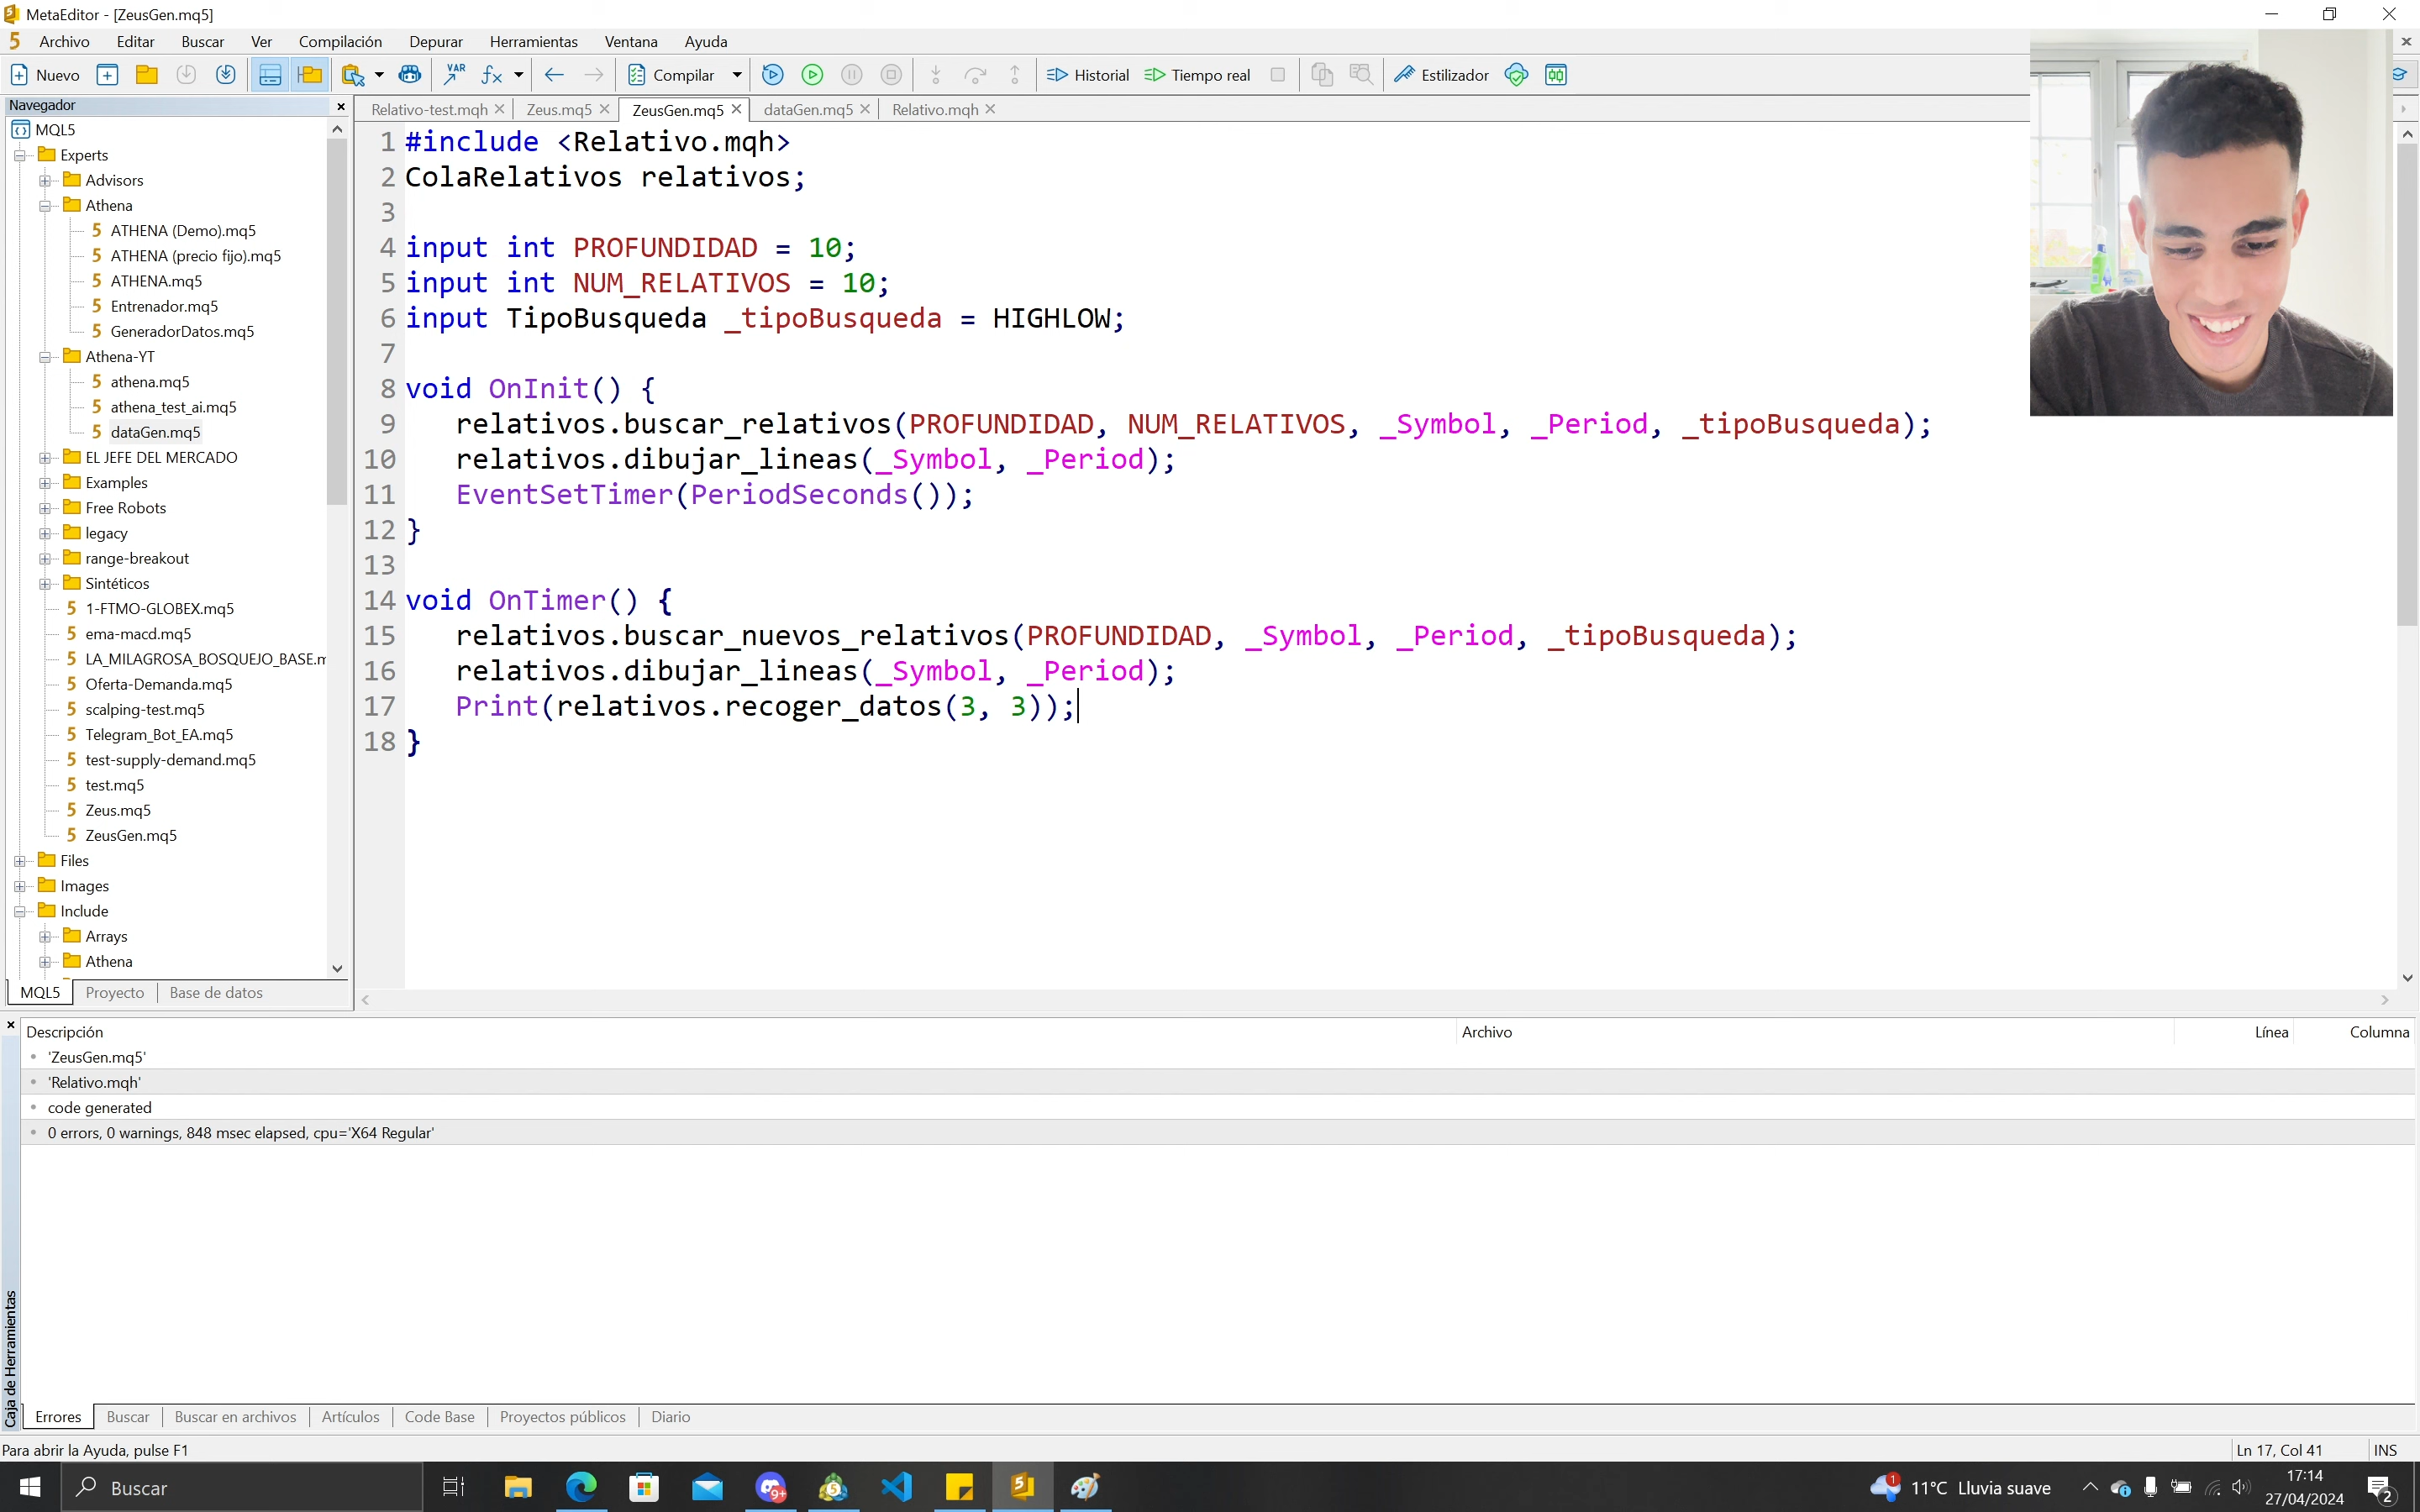 MetaEditor - [ZeusGen.mq5]
Archivo Editar Buscar Ver Compilación Depurar Herramientas Ventana Ayuda
Nuevo VAR fx Compilar Historial Tiempo real Estilizador
Navegador
Relativo-test.mqh Zeus.mq5 ZeusGen.mq5 dataGen.mq5 Relativo.mqh
MQL5
Experts
Advisors
Athena
ATHENA (Demo).mq5
ATHENA (precio fijo).mq5
ATHENA.mq5
Entrenador.mq5
GeneradorDatos.mq5
Athena-YT
athena.mq5
athena_test_ai.mq5
dataGen.mq5
EL JEFE DEL MERCADO
Examples
Free Robots
legacy
range-breakout
Sintéticos
1-FTMO-GLOBEX.mq5
ema-macd.mq5
LA_MILAGROSA_BOSQUEJO_BASE.m
Oferta-Demanda.mq5
scalping-test.mq5
Telegram_Bot_EA.mq5
test-supply-demand.mq5
test.mq5
Zeus.mq5
ZeusGen.mq5
Files
Images
Include
Arrays
Athena
MQL5 Proyecto Base de datos
1 #include <Relativo.mqh>
2 ColaRelativos relativos;
3
4 input int PROFUNDIDAD = 10;
5 input int NUM_RELATIVOS = 10;
6 input TipoBusqueda _tipoBusqueda = HIGHLOW;
7
8 void OnInit() {
9 relativos.buscar_relativos(PROFUNDIDAD, NUM_RELATIVOS, _Symbol, _Period, _tipoBusqueda);
10 relativos.dibujar_lineas(_Symbol, _Period);
11 EventSetTimer(PeriodSeconds());
12 }
13
14 void OnTimer() {
15 relativos.buscar_nuevos_relativos(PROFUNDIDAD, _Symbol, _Period, _tipoBusqueda);
16 relativos.dibujar_lineas(_Symbol, _Period);
17 Print(relativos.recoger_datos(3, 3));
18 }
Descripción Archivo Línea Columna
'ZeusGen.mq5'
'Relativo.mqh'
code generated
0 errors, 0 warnings, 848 msec elapsed, cpu='X64 Regular'
Caja de Herramientas
Errores Buscar Buscar en archivos Artículos Code Base Proyectos públicos Diario
Para abrir la Ayuda, pulse F1 Ln 17, Col 41 INS
Buscar 9+ 1 11°C Lluvia suave 17:14
27/04/2024 2